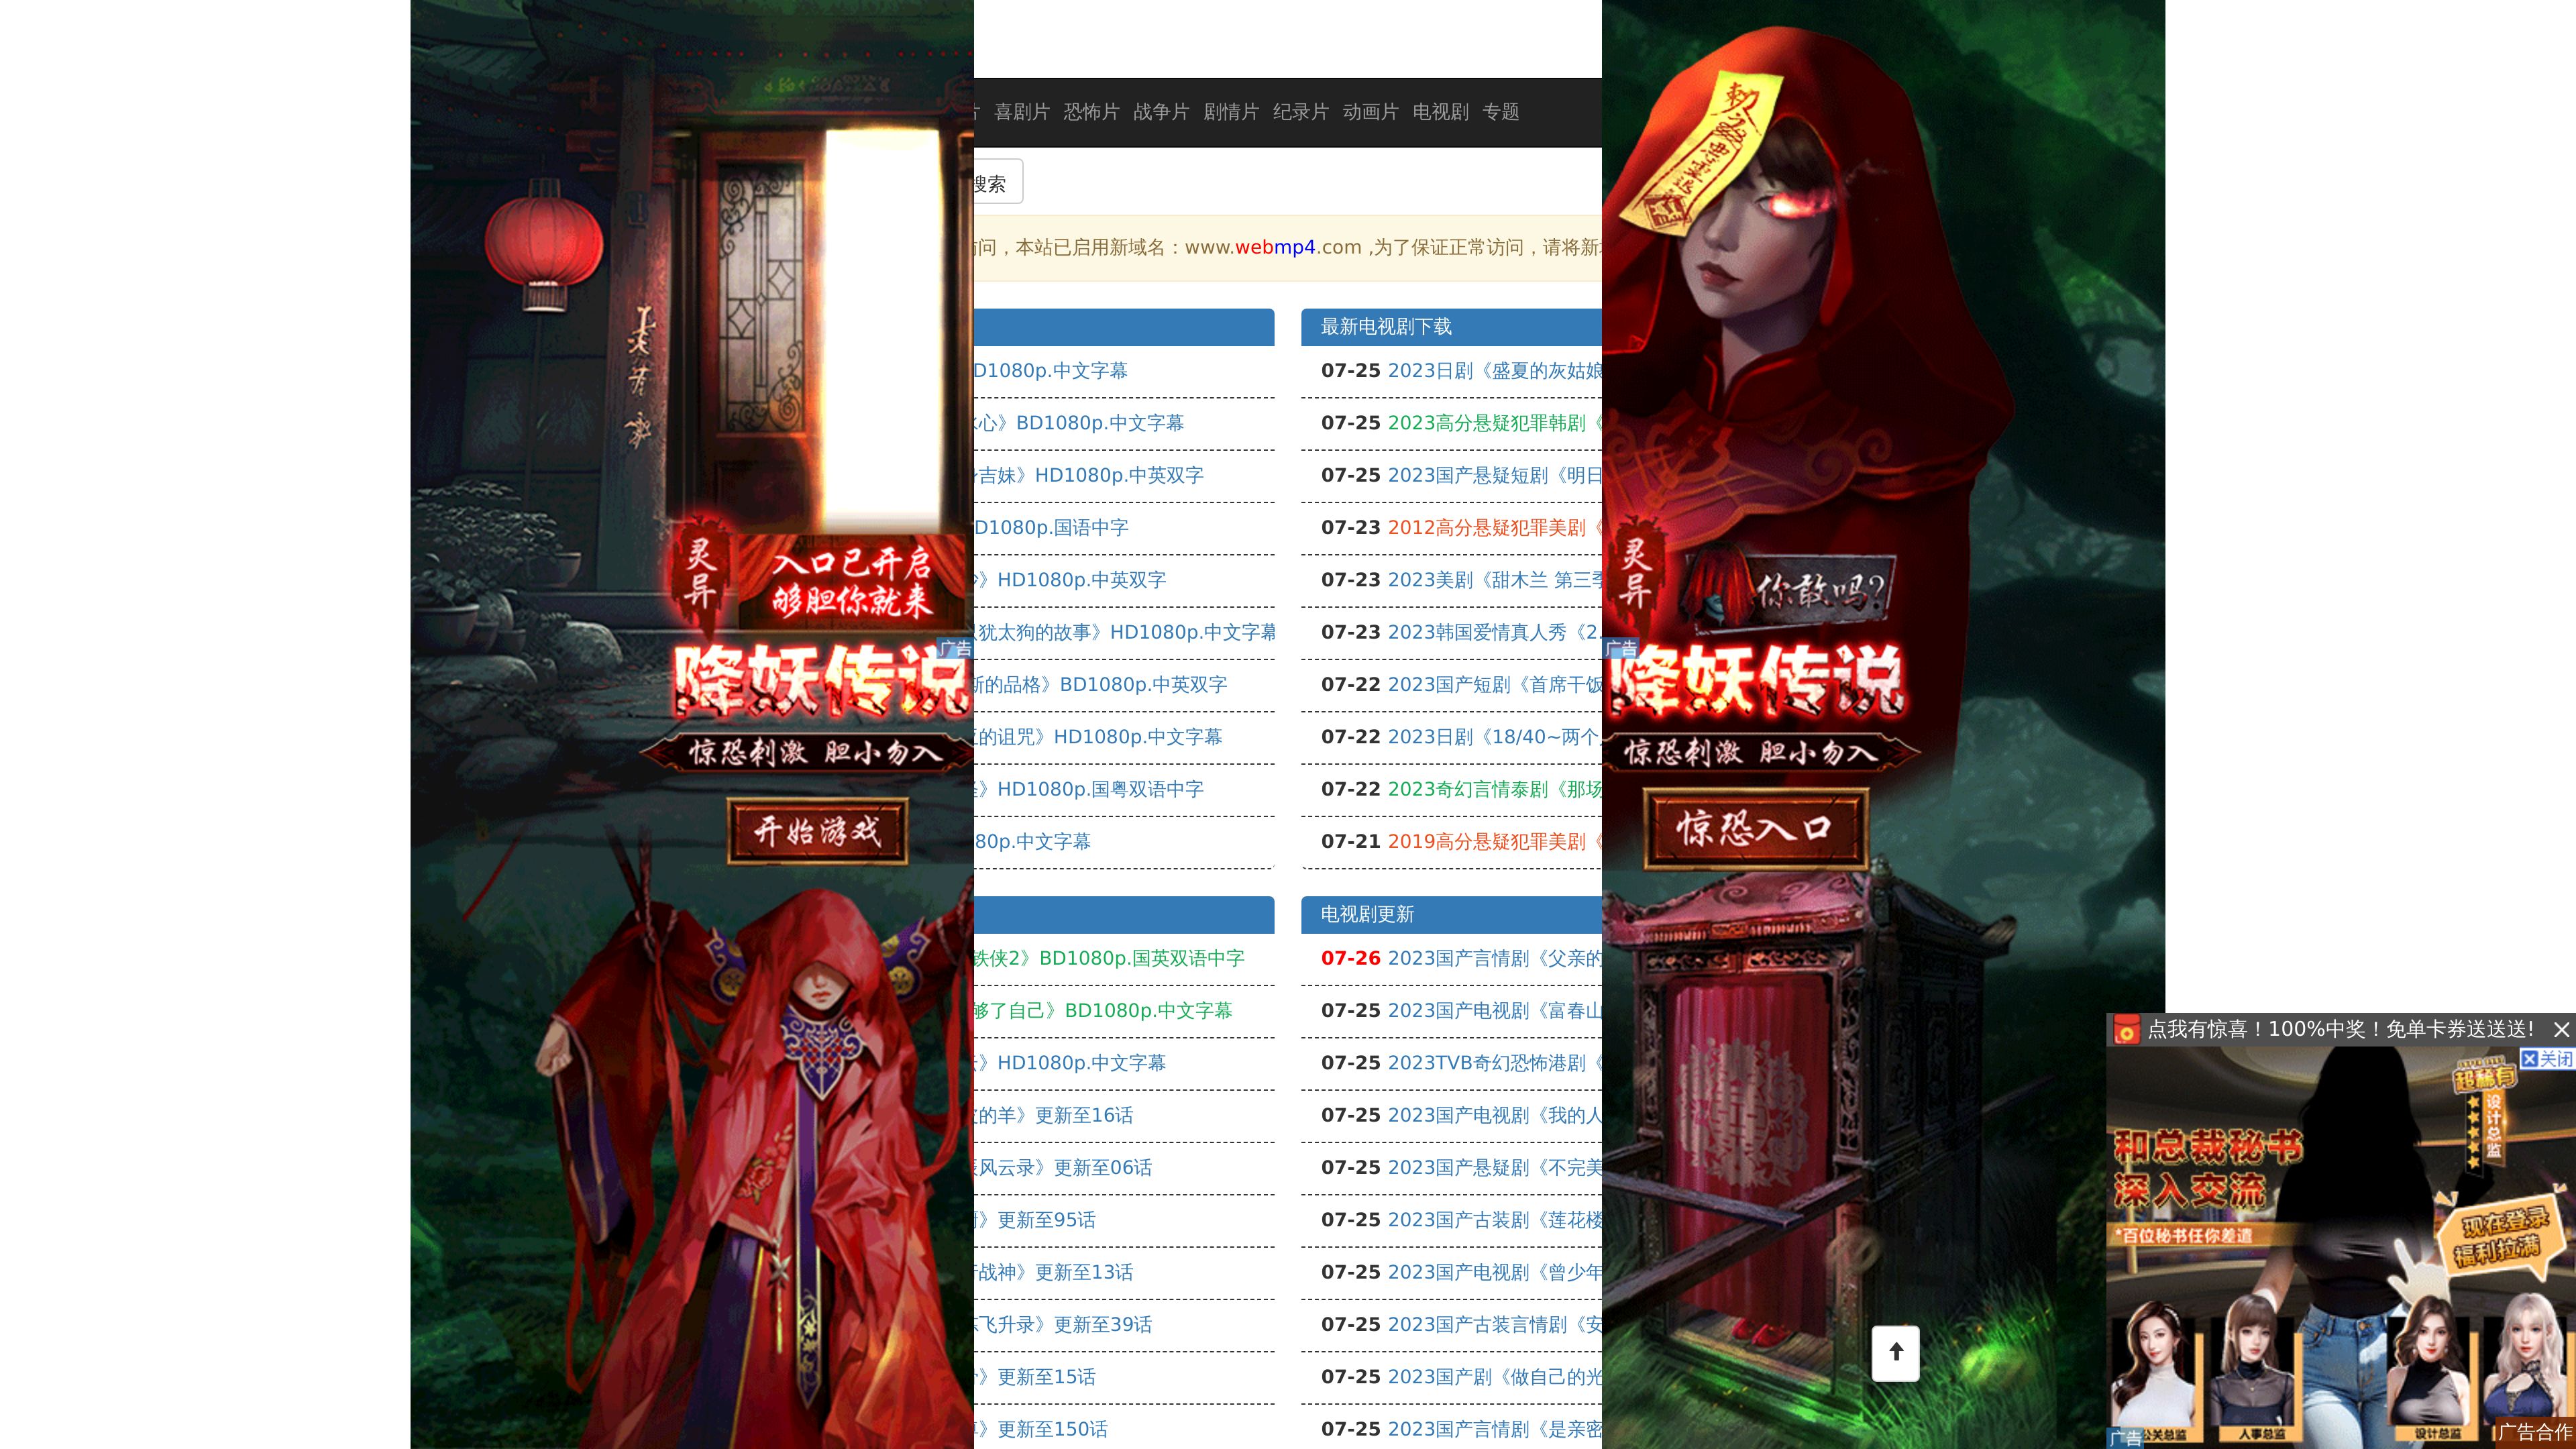 喜剧片 恐怖片 战争片 剧情片 纪录片 动画片 电视剧 专题
搜索
问，本站已启用新域名：www.webmp4.com ,为了保证正常访问，请将新
最新电视剧下载
D1080p.中文字幕
心》BD1080p.中文字幕
吉妹》HD1080p.中英双字
D1080p.国语中字
》HD1080p.中英双字
犹太狗的故事》HD1080p.中文字幕
的品格》BD1080p.中英双字
的诅咒》HD1080p.中文字幕
》HD1080p.国粤双语中字
80p.中文字幕
07-25 2023日剧《盛夏的灰姑娘
07-25 2023高分悬疑犯罪韩剧《
07-25 2023国产悬疑短剧《明日
07-23 2012高分悬疑犯罪美剧《
07-23 2023美剧《甜木兰 第三季
07-23 2023韩国爱情真人秀《2.
07-22 2023国产短剧《首席干饭
07-22 2023日剧《18/40~两个
07-22 2023奇幻言情泰剧《那场
07-21 2019高分悬疑犯罪美剧《
电视剧更新
铁侠2》BD1080p.国英双语中字
够了自己》BD1080p.中文字幕
》HD1080p.中文字幕
的羊》更新至16话
风云录》更新至06话
》更新至95话
战神》更新至13话
飞升录》更新至39话
》更新至15话
》更新至150话
07-26 2023国产言情剧《父亲的
07-25 2023国产电视剧《富春山
07-25 2023TVB奇幻恐怖港剧《
07-25 2023国产电视剧《我的人
07-25 2023国产悬疑剧《不完美
07-25 2023国产古装剧《莲花楼
07-25 2023国产电视剧《曾少年
07-25 2023国产古装言情剧《安
07-25 2023国产剧《做自己的光
07-25 2023国产言情剧《是亲密
灵异
入口已开启
够胆你就来
广告
降妖传说
惊恐刺激 胆小勿入
开始游戏
灵异
你敢吗?
广告
降妖传说
惊恐刺激 胆小勿入
惊恐入口
点我有惊喜！100%中奖！免单卡券送送送!
关闭
超稀有
设计总监
和总裁秘书
深入交流
*百位秘书任你差遣
现在登录
福利拉满
公关总监
人事总监
设计总监
广告
广告合作